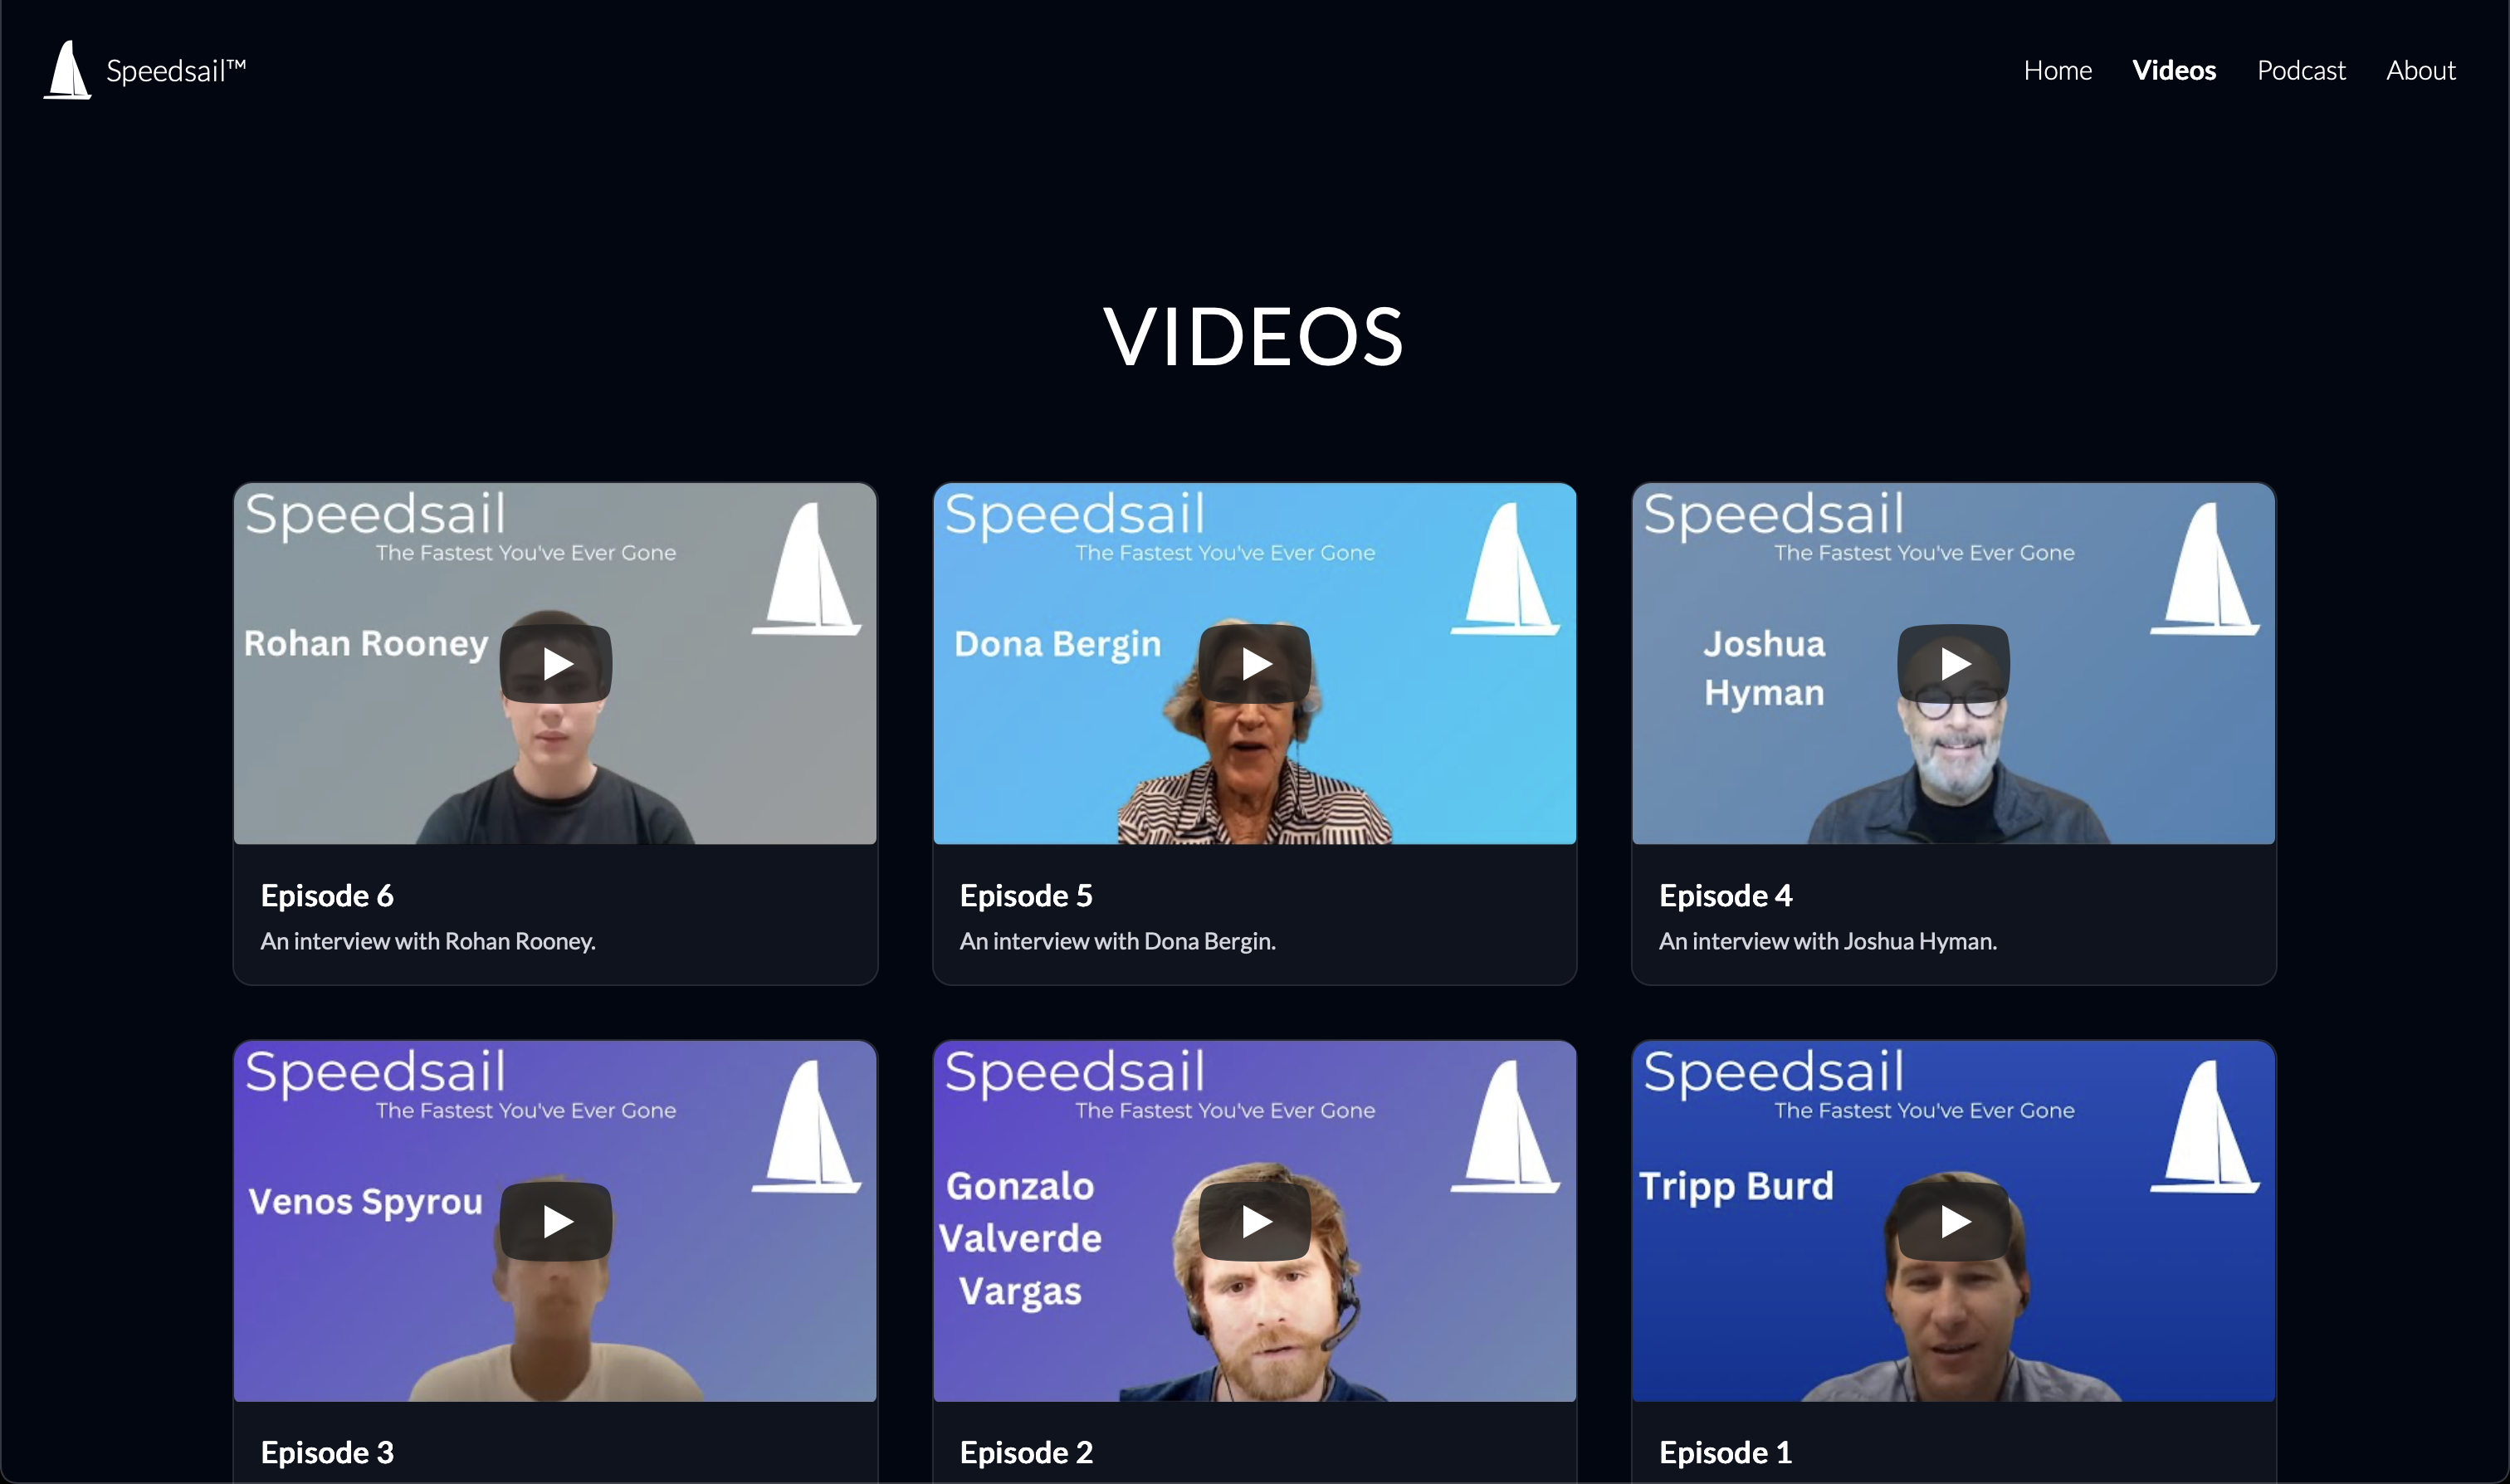 Speedsail™
Home Videos Podcast About
VIDEOS
Speedsail
The Fastest You've Ever Gone
Rohan Rooney
Episode 6
An interview with Rohan Rooney.
Speedsail
The Fastest You've Ever Gone
Dona Bergin
Episode 5
An interview with Dona Bergin.
Speedsail
The Fastest You've Ever Gone
Joshua
Hyman
Episode 4
An interview with Joshua Hyman.
Speedsail
The Fastest You've Ever Gone
Venos Spyrou
Episode 3
Speedsail
The Fastest You've Ever Gone
Gonzalo
Valverde
Vargas
Episode 2
Speedsail
The Fastest You've Ever Gone
Tripp Burd
Episode 1